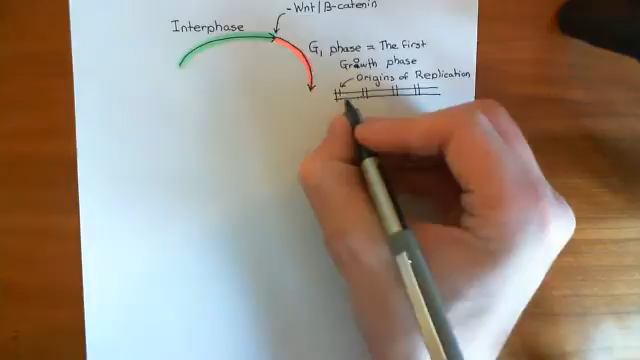 - Wnt/β-catenin
Interphase
G₁ phase = The First
Growth phase
Origins of Replication